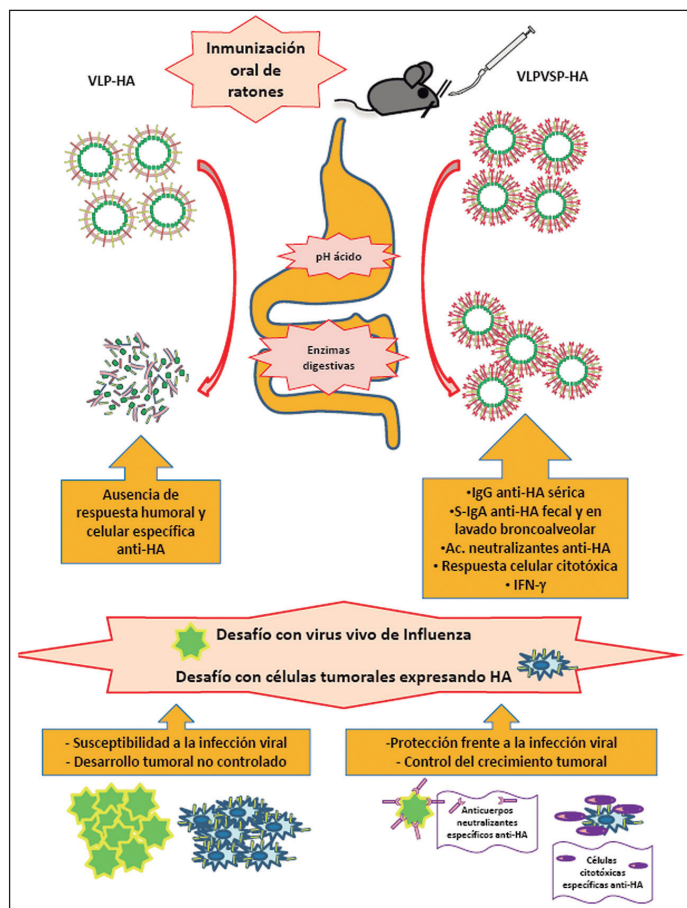 Inmunización
oral de
ratones
VLP-HA
VLPVSP-HA
pH ácido
Enzimas
digestivas
Ausencia de
respuesta humoral y
celular específica
anti-HA
•IgG anti-HA sérica
•S-IgA anti-HA fecal y en
lavado broncoalveolar
•Ac. neutralizantes anti-HA
• Respuesta celular citotóxica
• IFN-γ
Desafío con virus vivo de Influenza
Desafío con células tumorales expresando HA
- Susceptibilidad a la infección viral
- Desarrollo tumoral no controlado
-Protección frente a la infección viral
- Control del crecimiento tumoral
Anticuerpos
neutralizantes
específicos anti-HA
Células
citotóxicas
específicas anti-HA